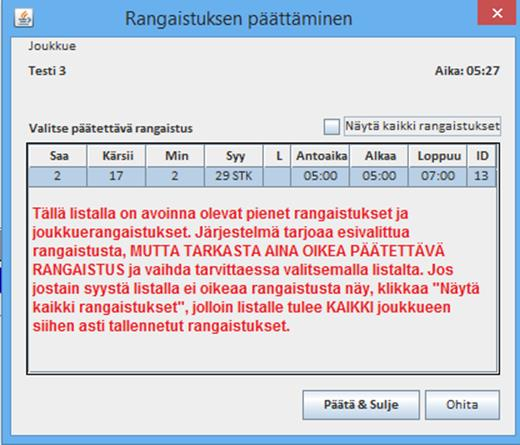 Rangaistuksen päättäminen
Joukkue
Testi 3 Aika: 05:27
Valitse päätettävä rangaistus Näytä kaikki rangaistukset
Saa Kärsii Min Syy L Antoaika Alkaa Loppuu ID
2 17 2 29 STK 05:00 05:00 07:00 13
Tällä listalla on avoinna olevat pienet rangaistukset ja
joukkuerangaistukset. Järjestelmä tarjoaa esivalittua
rangaistusta, MUTTA TARKASTA AINA OIKEA PÄÄTETTÄVÄ
RANGAISTUS ja vaihda tarvittaessa valitsemalla listalta. Jos
jostain syystä listalla ei oikeaa rangaistusta näy, klikkaa "Näytä
kaikki rangaistukset", jolloin listalle tulee KAIKKI joukkueen
siihen asti tallennetut rangaistukset.
Päätä & Sulje Ohita